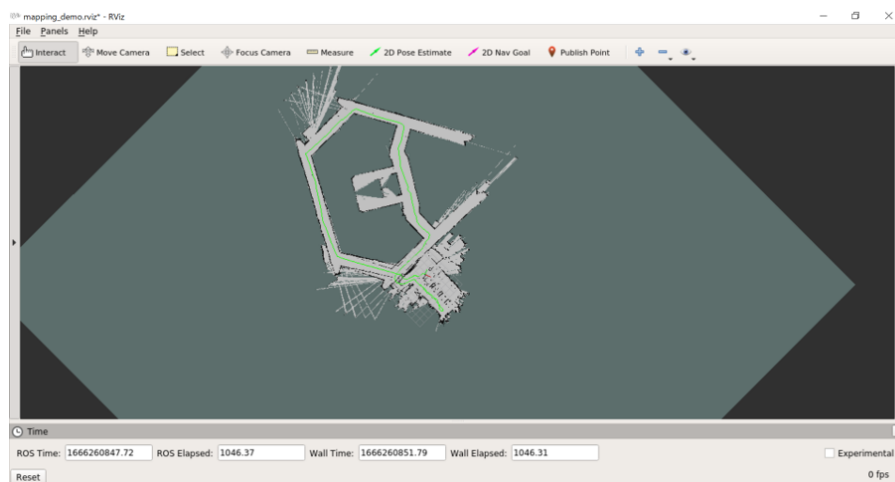 mapping_demo.rviz* - RViz
File Panels Help
Interact Move Camera Select Focus Camera Measure 2D Pose Estimate 2D Nav Goal Publish Point
Time
ROS Time: 1666260847.72 ROS Elapsed: 1046.37 Wall Time: 1666260851.79 Wall Elapsed: 1046.31 Experimental
Reset 0 fps